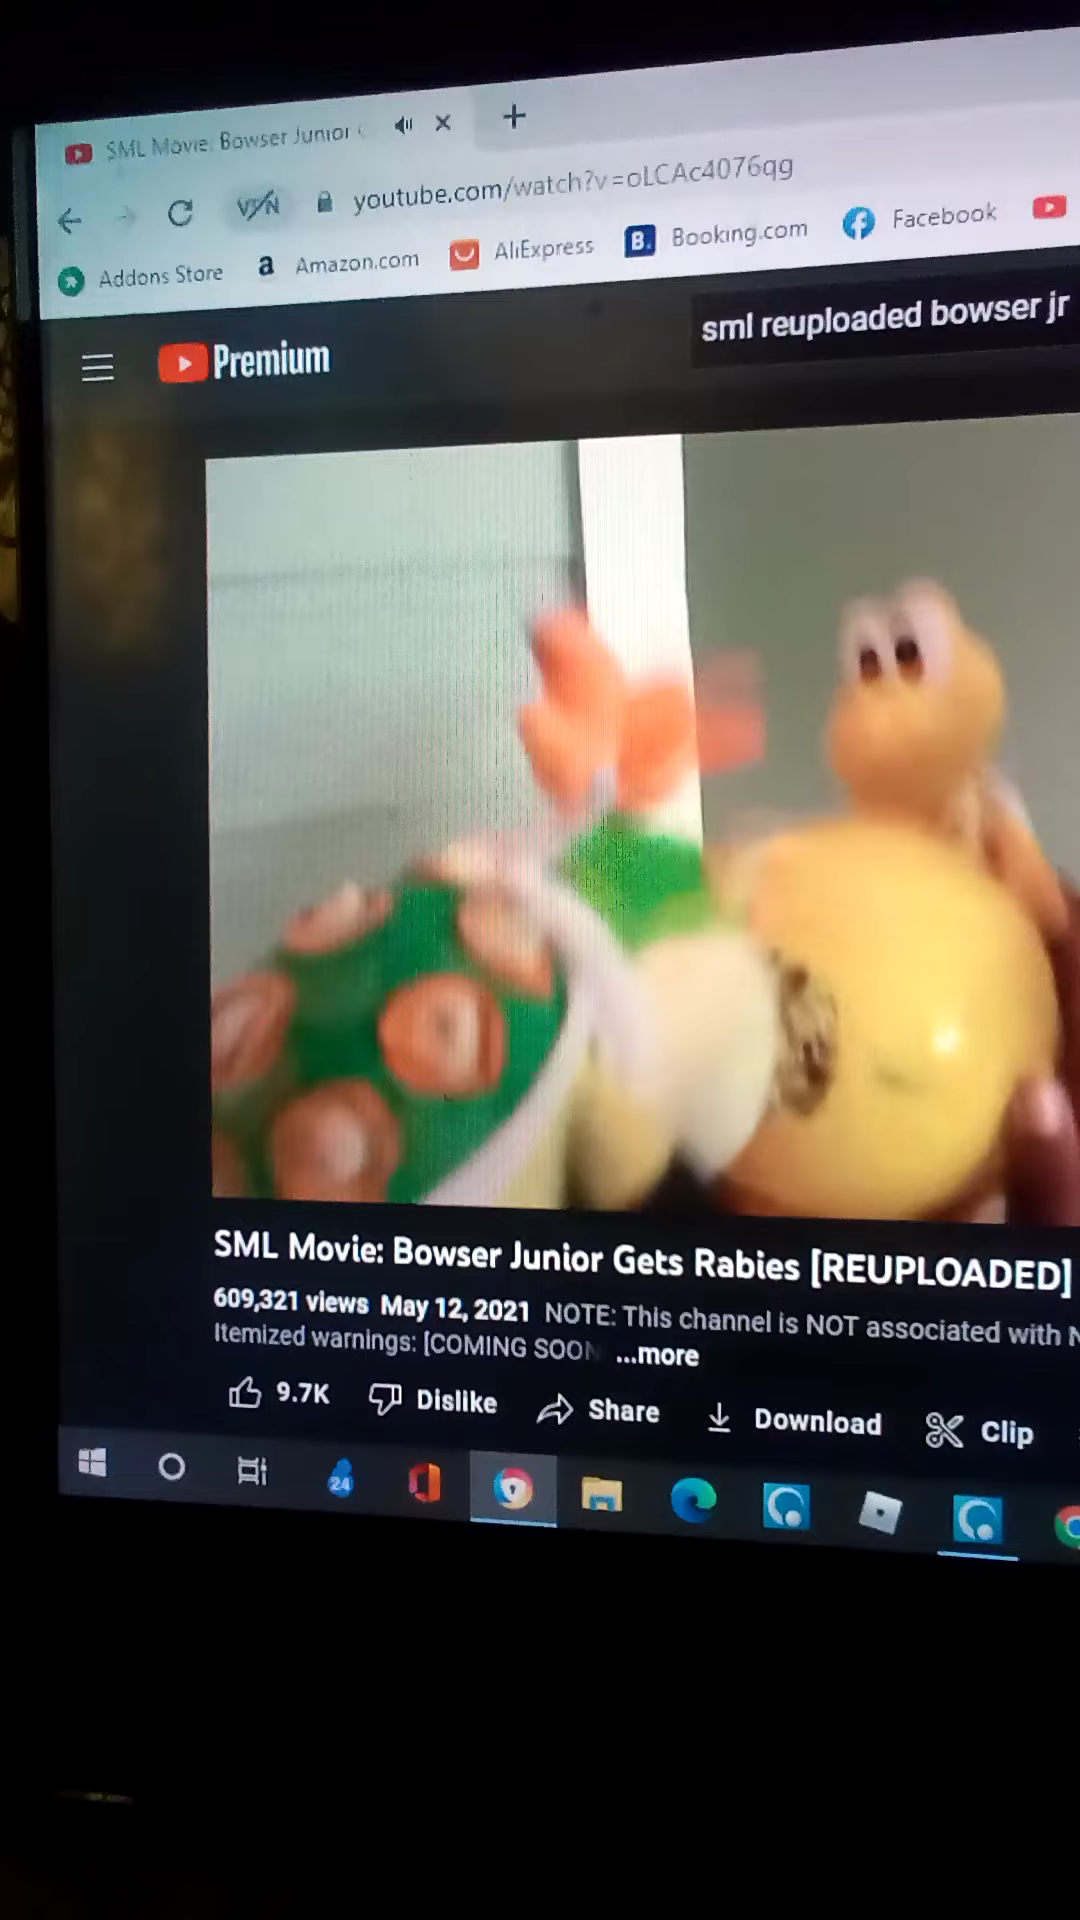 SML Movie: Bowser Junior
youtube.com/watch?v=oLCAc4076qg
Addons Store
a Amazon.com
AliExpress
B. Booking.com
Facebook
Premium
sml reuploaded bowser jr
SML Movie: Bowser Junior Gets Rabies [REUPLOADED]
609,321 views May 12, 2021 NOTE: This channel is NOT associated with
Itemized warnings: [COMING SOON ...more
9.7K Dislike Share Download Clip
24